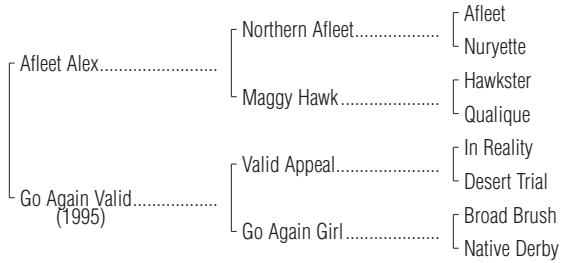 Afleet
Northern Afleet..................
Nuryette
Afleet Alex.........................
Hawkster
Maggy Hawk.....................
Qualique
In Reality
Valid Appeal......................
Desert Trial
Go Again Valid..................
(1995)
Broad Brush
Go Again Girl....................
Native Derby